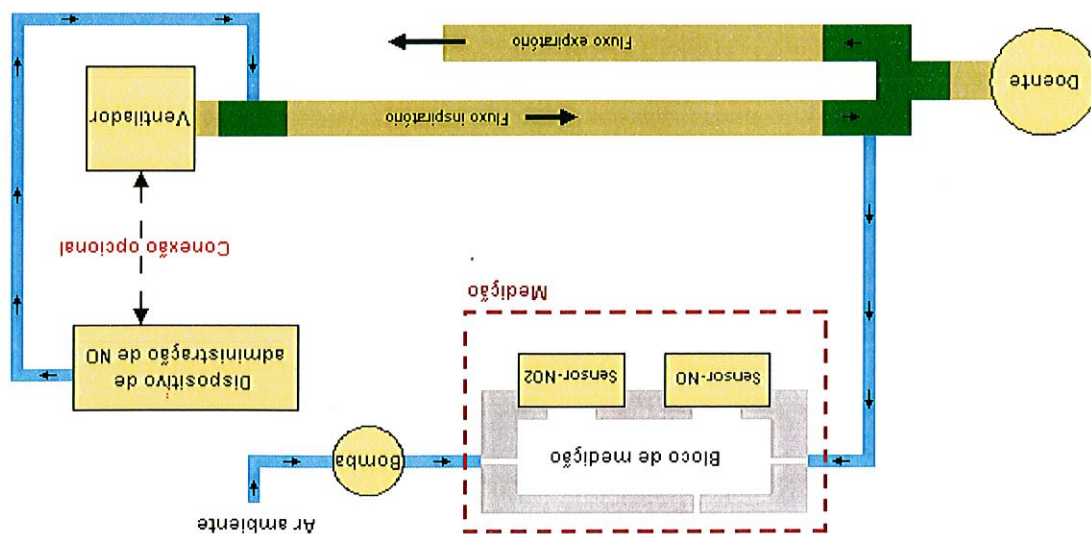 Ar ambiente
Bloco de medição
Bomba
Sensor-NO
Sensor-NO2
Dispositivo de
administração de NO
Medição
Conexão opcional
Ventilador
Fluxo inspiratório
Doente
Fluxo expiratório